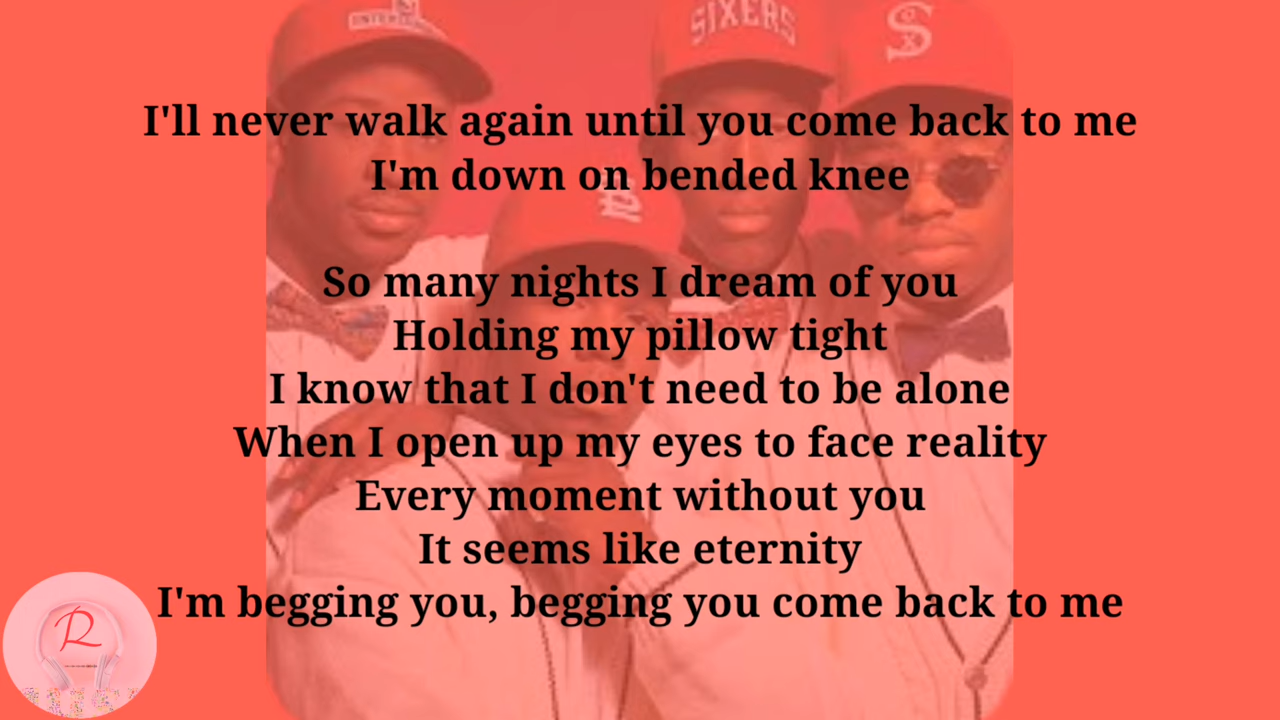 SIXERS
I'll never walk again until you come back to me
I'm down on bended knee
So many nights I dream of you
Holding my pillow tight
I know that I don't need to be alone
When I open up my eyes to face reality
Every moment without you
It seems like eternity
I'm begging you, begging you come back to me
R